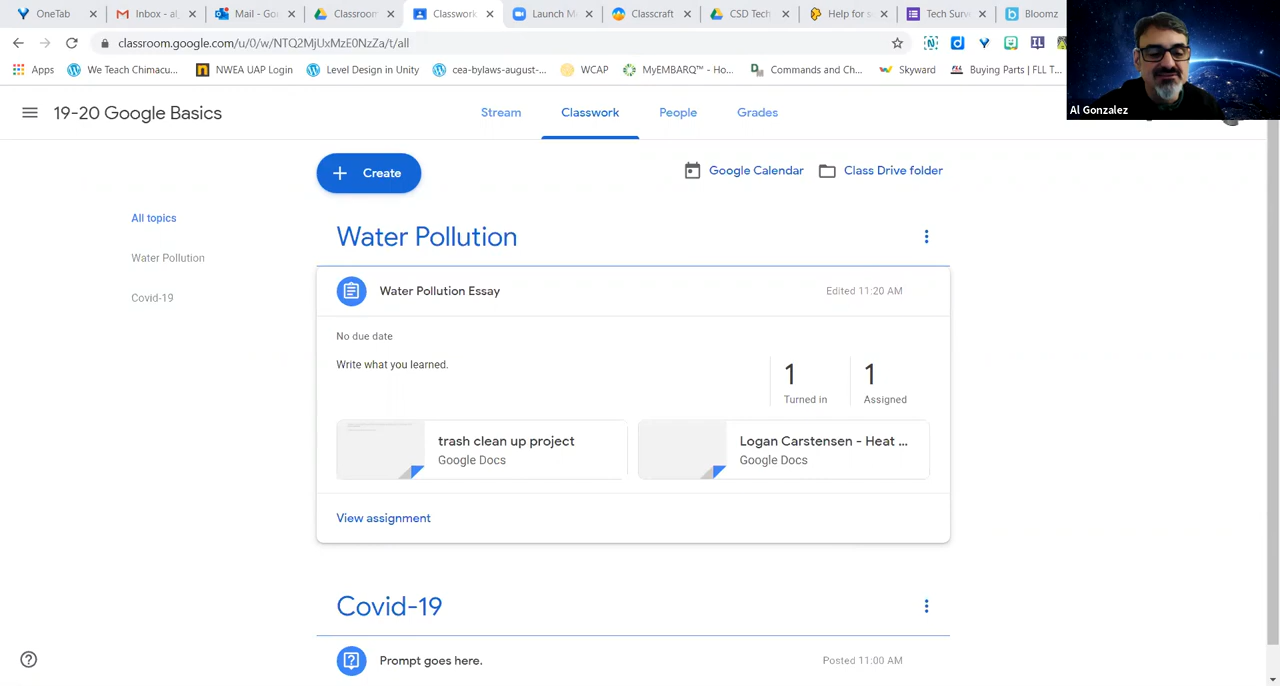 OneTab
Inbox - al
Mail - Go
Classroom
Classwork
Launch M
Classcraft
CSD Tech
Help for s
Tech Surv
Bloomz
classroom.google.com/u/0/w/NTQ2MjUxMzE0NzZa/t/all
Apps
We Teach Chimacu...
NWEA UAP Login
Level Design in Unity
cea-bylaws-august-...
WCAP
MyEMBARQ™ - Ho...
Commands and Ch...
Skyward
Buying Parts | FLL T...
Al Gonzalez
19-20 Google Basics
Stream
Classwork
People
Grades
Create
Google Calendar
Class Drive folder
All topics
Water Pollution
Covid-19
Water Pollution
Water Pollution Essay
Edited 11:20 AM
No due date
Write what you learned.
1
Turned in
1
Assigned
trash clean up project
Google Docs
Logan Carstensen - Heat ...
Google Docs
View assignment
Covid-19
Prompt goes here.
Posted 11:00 AM